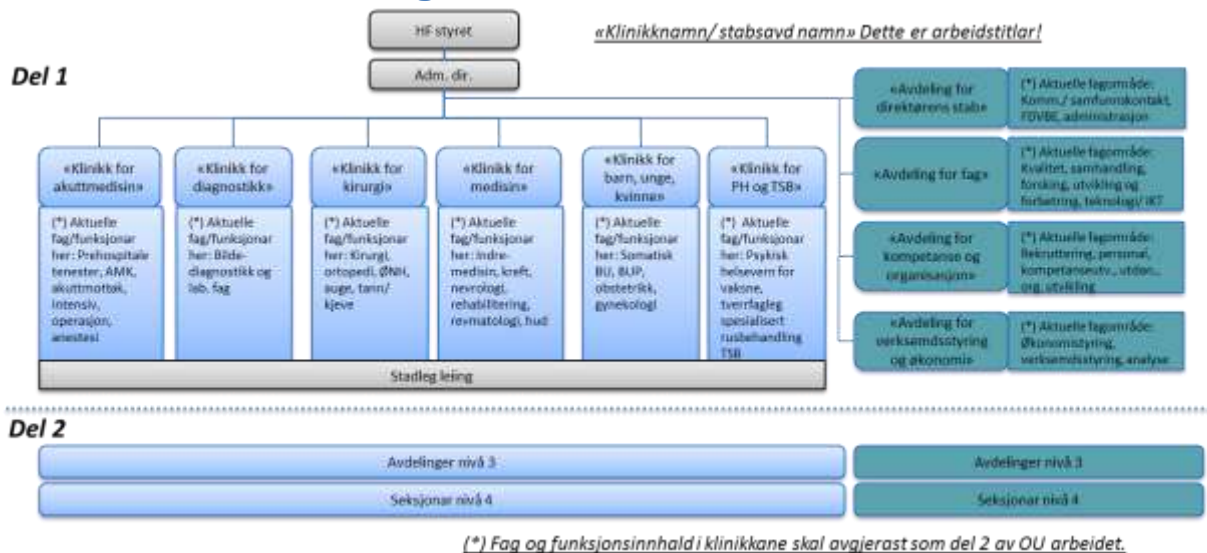 HF styret
«Klinikknamn/ stabsavd namn» Dette er arbeidstitlar!
Del 1
Adm. dir.
«Klinikk for
akuttmedisin»
«Klinikk for
diagnostikk»
«Klinikk for
kirurgi»
«Klinikk for
medisin»
«Klinikk for
barn, unge,
kvinne»
«Klinikk for
PH og TSB»
(*) Aktuelle
fag/funksjonar
her: Prehospitale
tenester, AMK,
akuttmottak,
intensiv,
operasjon,
anestesi
(*) Aktuelle
fag/funksjonar
her: Bilde-
diagnostikk og
lab. fag
(*) Aktuelle
fag/funksjonar
her: Kirurgi,
ortopedi, ØNH,
auge, tann/
kjeve
(*) Aktuelle
fag/funksjonar
her: Indre-
medisin, kreft,
nevrologi,
rehabilitering,
revmatologi, hud
(*) Aktuelle
fag/funksjonar
her: Somatisk
BU, BUP,
obstetrikk,
gynekologi
(*) Aktuelle
fag/funksjonar
her: Psykisk
helsevern for
vaksne,
tverrfagleg
spesialisert
rusbehandling
TSB
Stadleg leiing
«Avdeling for
direktørens stab»
(*) Aktuelle fagområde:
Komm./ samfunnskontakt,
FDVBE, administrasjon
«Avdeling for fag»
(*) Aktuelle fagområde:
Kvalitet, samhandling,
forsking, utvikling og
forbetring, teknologi/ IKT
«Avdeling for
kompetanse og
organisasjon»
(*) Aktuelle fagområde:
Rekruttering, personal,
kompetanseutv., utdan.,
org. utvikling
«Avdeling for
verksemdsstyring
og økonomi»
(*) Aktuelle fagområde:
Økonomistyring,
verksemdsstyring, analyse
Del 2
Avdelinger nivå 3
Avdelinger nivå 3
Seksjonar nivå 4
Seksjonar nivå 4
(*) Fag og funksjonsinnhald i klinikkane skal avgjerast som del 2 av OU arbeidet.